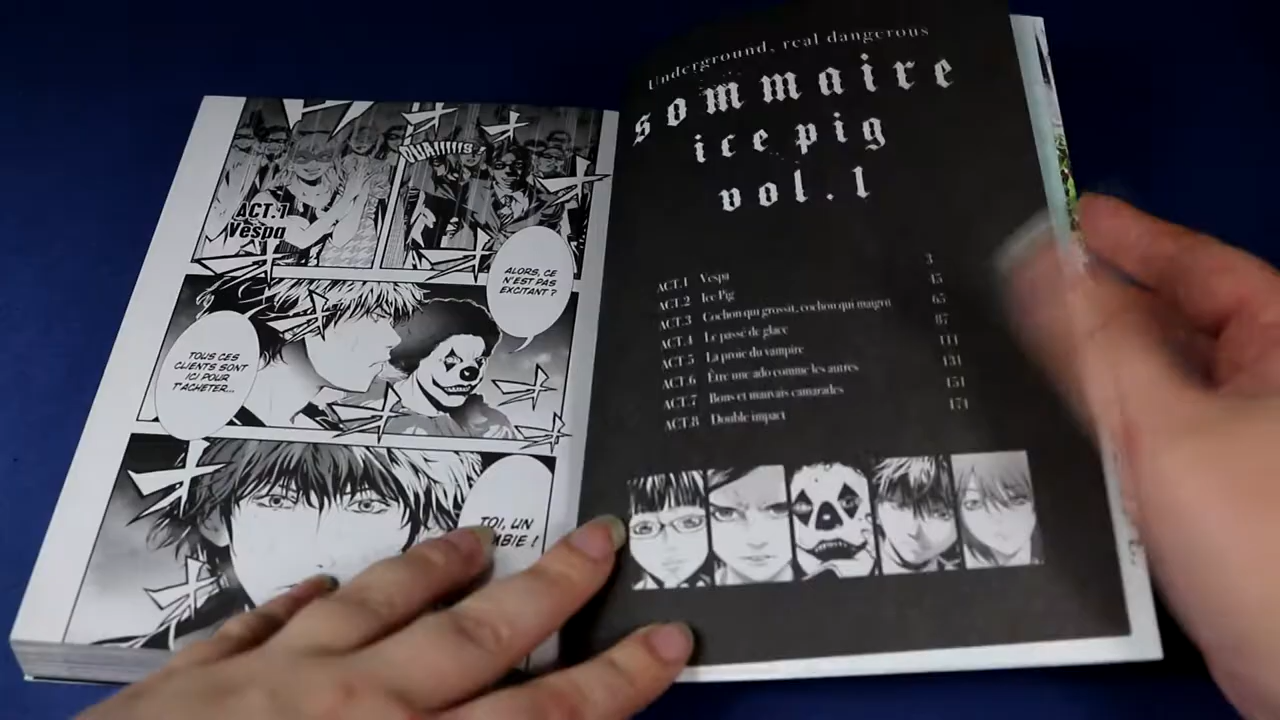 Underground, real dangerous
sommaire
ice pig
vol.1
ACT.1 Vespa 3
ACT.2 Ice Pig 45
ACT.3 Cochon qui grossit, cochon qui maigrit 65
ACT.4 Le passé de glace 87
ACT.5 La proie du vampire 111
ACT.6 Être une ado comme les autres 131
ACT.7 Bons et mauvais camarades 151
ACT.8 Double impact 171
OUAIIIIIS !
ACT.1
Vespa
ALORS, CE
N'EST PAS
EXCITANT ?
TOUS CES
CLIENTS SONT
ICI POUR
T'ACHETER...
TOI, UN